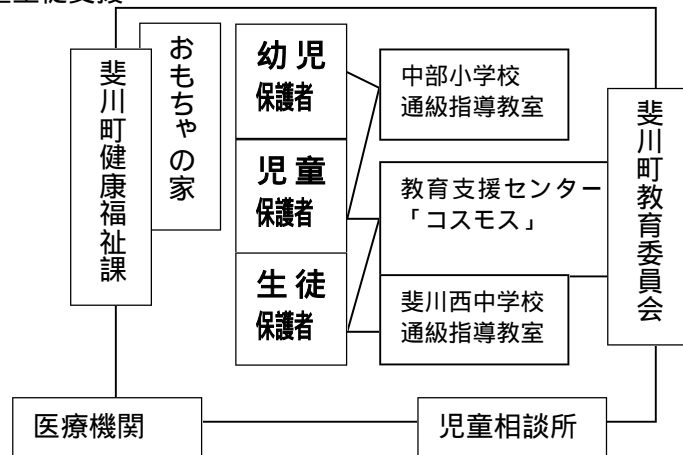 斐川町健康福祉課
おもちゃの家
幼児
保護者
児童
保護者
生徒
保護者
中部小学校
通級指導教室
教育支援センター
「コスモス」
斐川西中学校
通級指導教室
斐川町教育委員会
医療機関
児童相談所